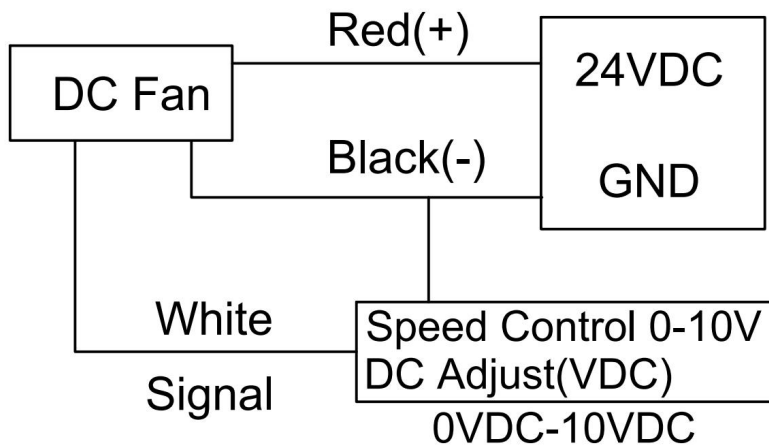 Red(+)
24VDC
DC Fan
Black(-)
GND
White
Speed Control 0-10V
DC Adjust(VDC)
Signal
0VDC-10VDC